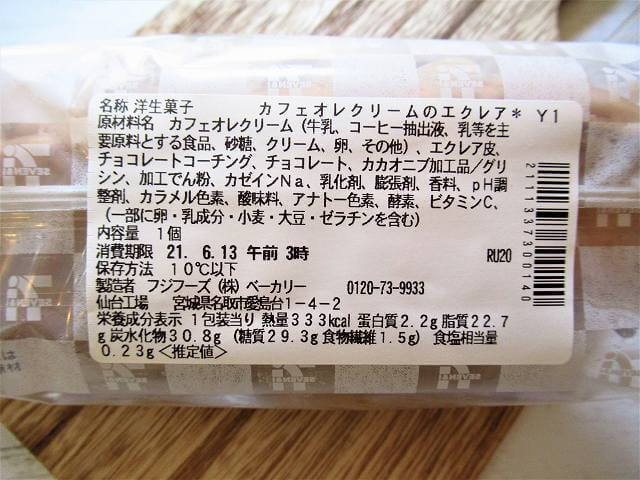 名称 洋生菓子 カフェオレクリームのエクレア* Y1
原材料名 カフェオレクリーム（牛乳、コーヒー抽出液、乳等を主
要原料とする食品、砂糖、クリーム、卵、その他）、エクレア皮、
チョコレートコーチング、チョコレート、カカオニブ加工品／グリ
シン、加工でん粉、カゼインNa、乳化剤、膨張剤、香料、pH調
整剤、カラメル色素、酸味料、アナトー色素、酵素、ビタミンC、
（一部に卵・乳成分・小麦・大豆・ゼラチンを含む）
内容量 1個
消費期限 21. 6.13 午前 3時 RU20
保存方法 10℃以下
製造者 フジフーズ（株）ベーカリー 0120-73-9933
仙台工場 宮城県名取市愛島台1-4-2
栄養成分表示 1包装当り 熱量333kcal 蛋白質2.2g 脂質22.7
g 炭水化物30.8g（糖質29.3g 食物繊維1.5g） 食塩相当量
0.23g＜推定値＞
2111337300140